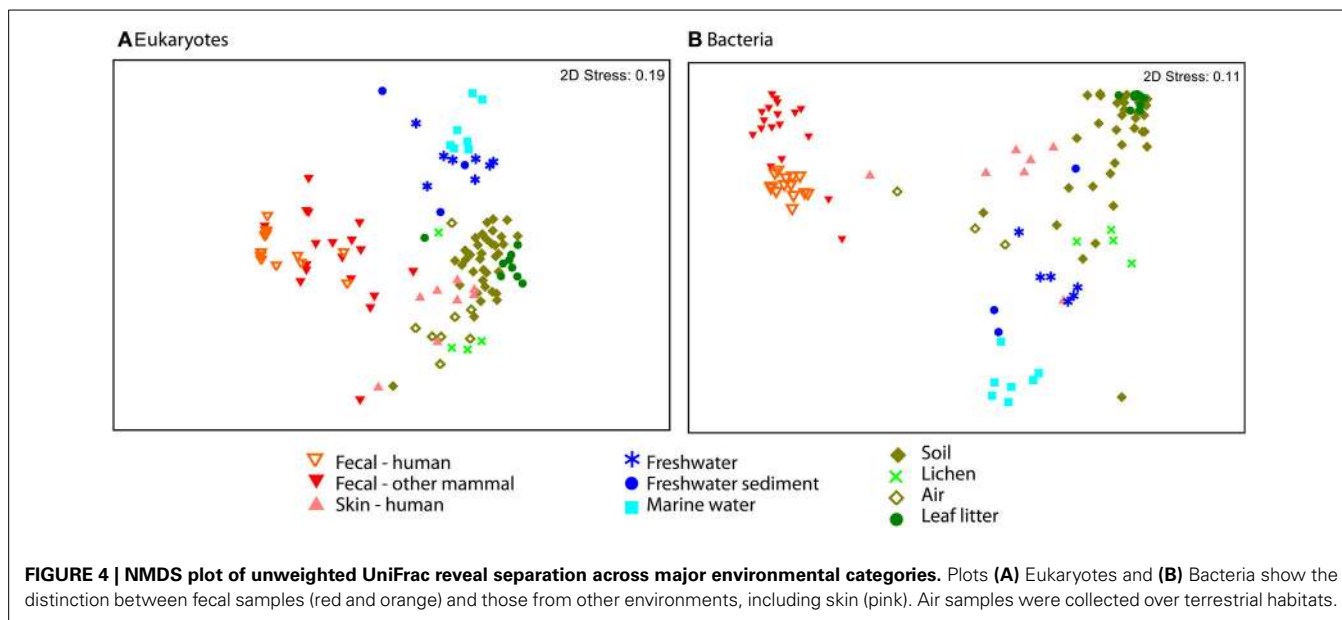 A Eukaryotes
2D Stress: 0.19
B Bacteria
2D Stress: 0.11
Fecal - human
Fecal - other mammal
Skin - human
Freshwater
Freshwater sediment
Marine water
Soil
Lichen
Air
Leaf litter
FIGURE 4 | NMDS plot of unweighted UniFrac reveal separation across major environmental categories. Plots (A) Eukaryotes and (B) Bacteria show the
distinction between fecal samples (red and orange) and those from other environments, including skin (pink). Air samples were collected over terrestrial habitats.